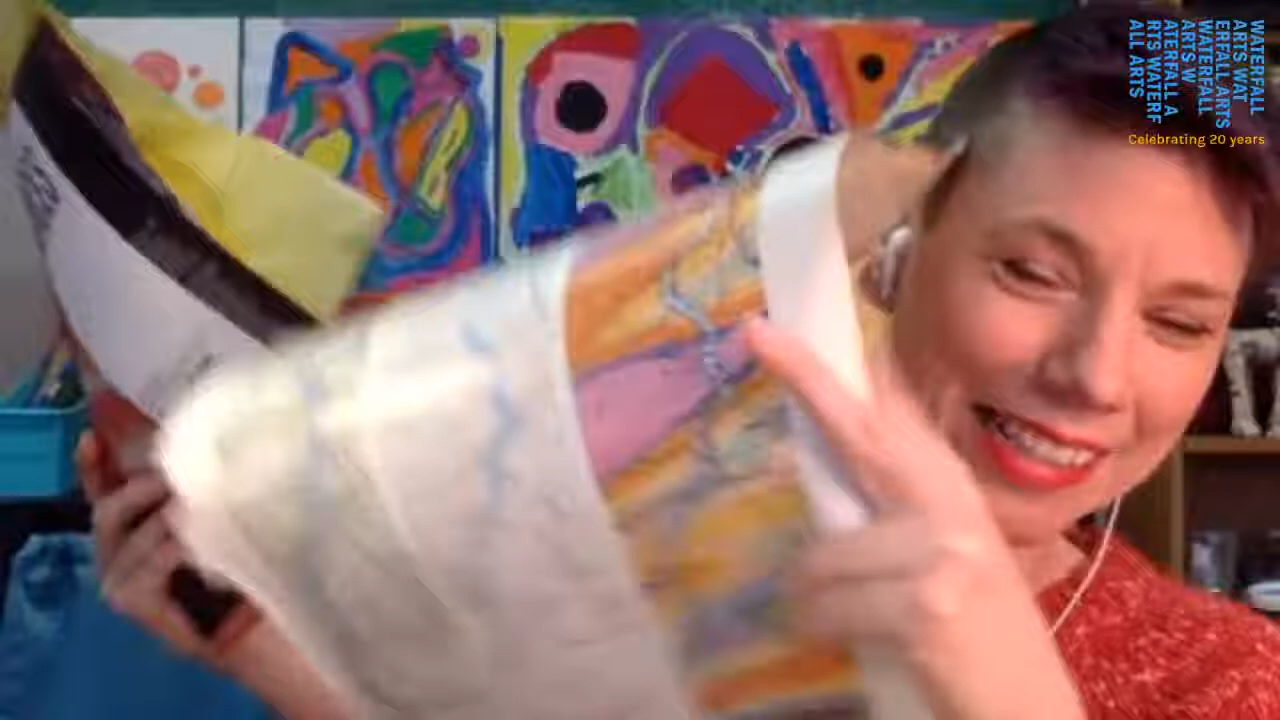 WATERFALL
ARTS WAT
ERFALL ARTS
WATERFALL
ARTS W
ATERFALL A
RTS WATERF
ALL ARTS
Celebrating 20 years